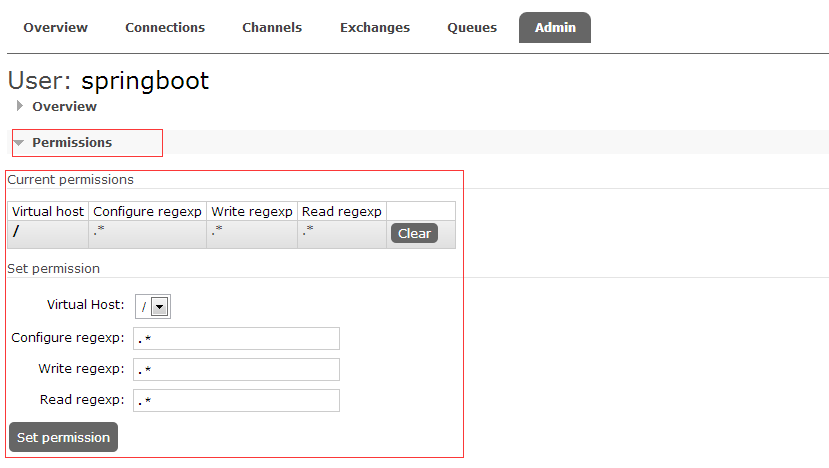 Overview Connections Channels Exchanges Queues Admin
User: springboot
Overview
Permissions
Current permissions
Virtual host Configure regexp Write regexp Read regexp
/ .* .* .* Clear
Set permission
Virtual Host: /
Configure regexp: .*
Write regexp: .*
Read regexp: .*
Set permission